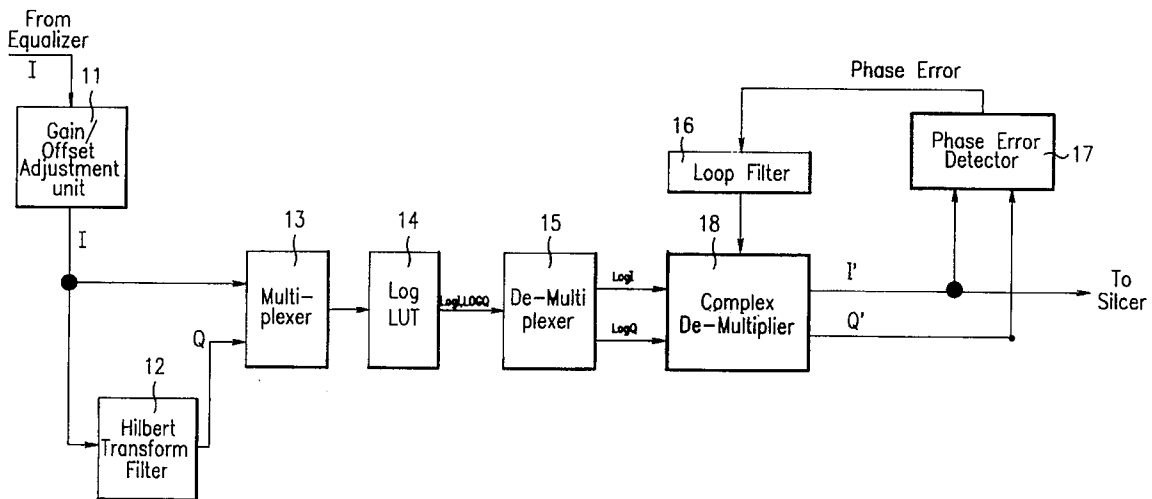 From
Equalizer
I
11
Gain/
Offset
Adjustment
unit
I
Q
12
Hilbert
Transform
Filter
13
Multi-
plexer
14
Log
LUT
LogI,LOGQ
15
De-Multi
plexer
LogI
LogQ
16
Loop Filter
Phase Error
Phase Error
Detector
17
18
Complex
De-Multiplier
I'
Q'
To
Silcer